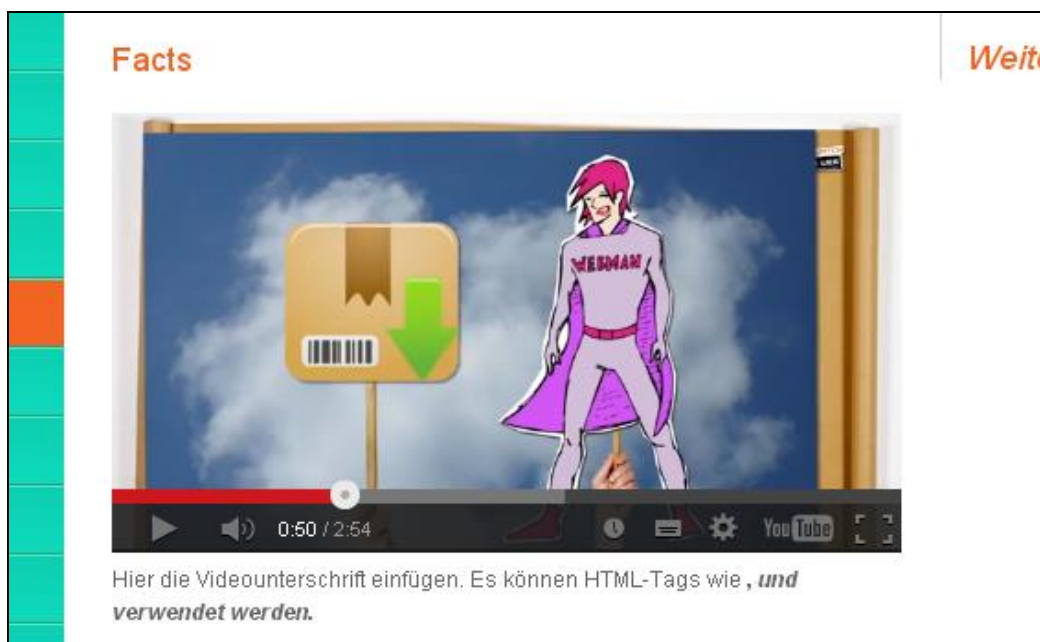 Facts
Weite
WEBMAN
0:50 / 2:54
YouTube
Hier die Videounterschrift einfügen. Es können HTML-Tags wie , und
verwendet werden.